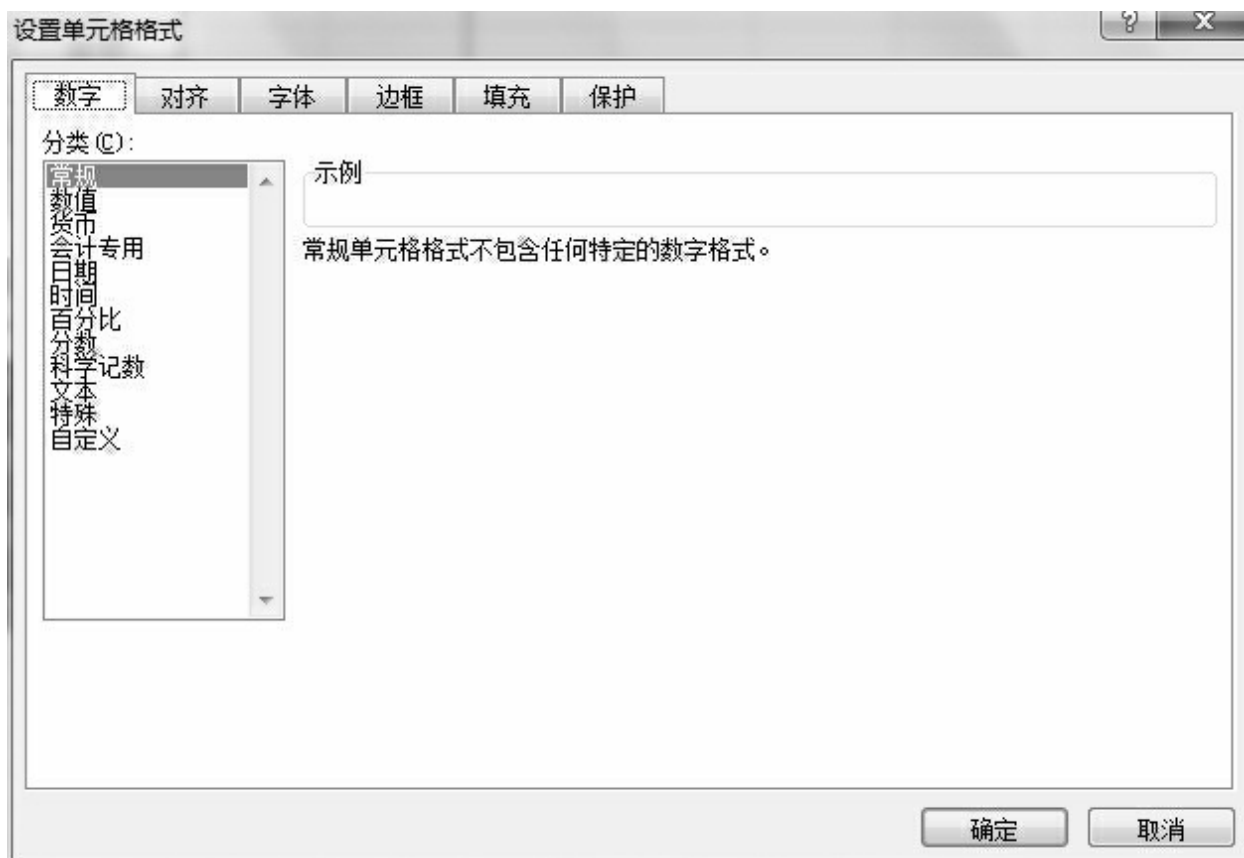 设置单元格格式
? X
数字 对齐 字体 边框 填充 保护
分类(C):
常规
数值
货币
会计专用
日期
时间
百分比
分数
科学记数
文本
特殊
自定义
示例
常规单元格格式不包含任何特定的数字格式。
确定 取消